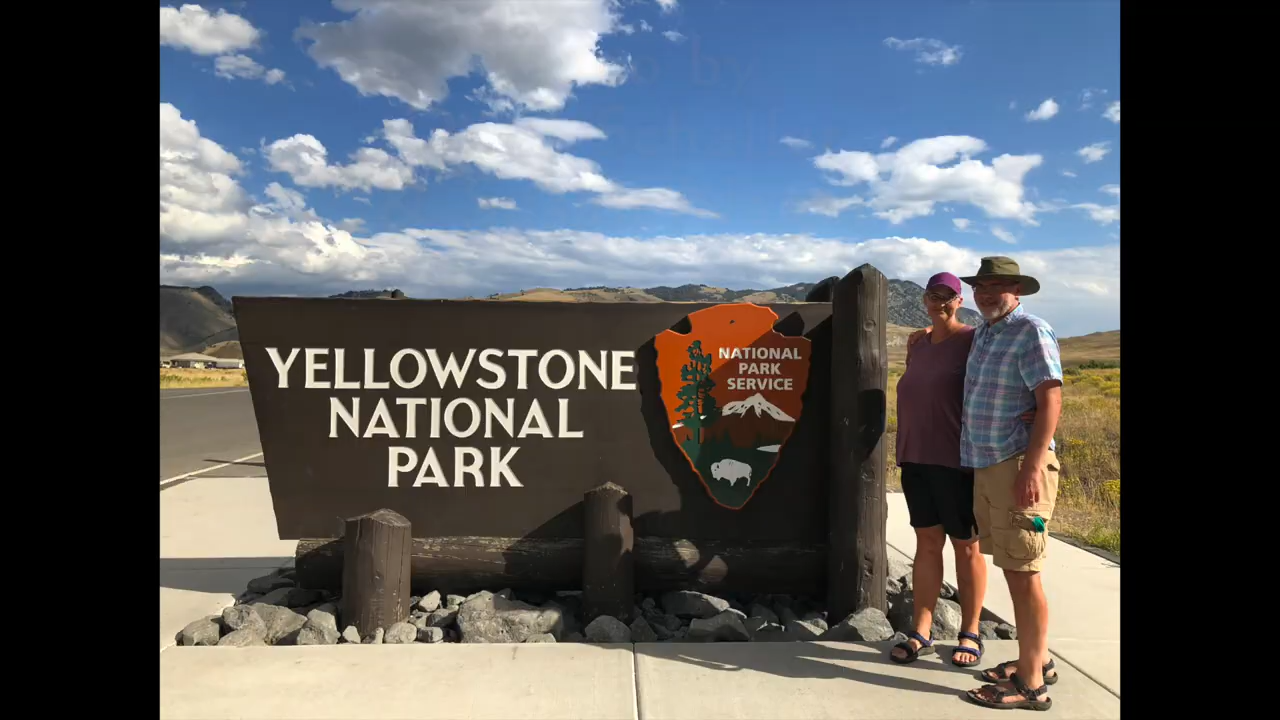 YELLOWSTONE
NATIONAL
PARK
NATIONAL
PARK
SERVICE